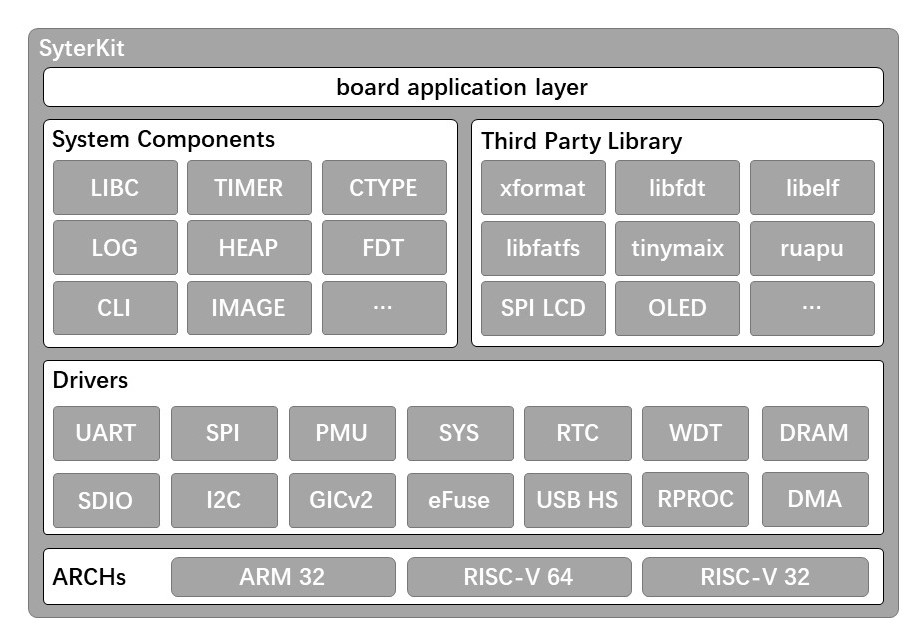 SyterKit
board application layer
System Components
LIBC TIMER CTYPE
LOG HEAP FDT
CLI IMAGE ...
Third Party Library
xformat libfdt libelf
libfatfs tinymaix ruapu
SPI LCD OLED ...
Drivers
UART SPI PMU SYS RTC WDT DRAM
SDIO I2C GICv2 eFuse USB HS RPROC DMA
ARCHs ARM 32 RISC-V 64 RISC-V 32